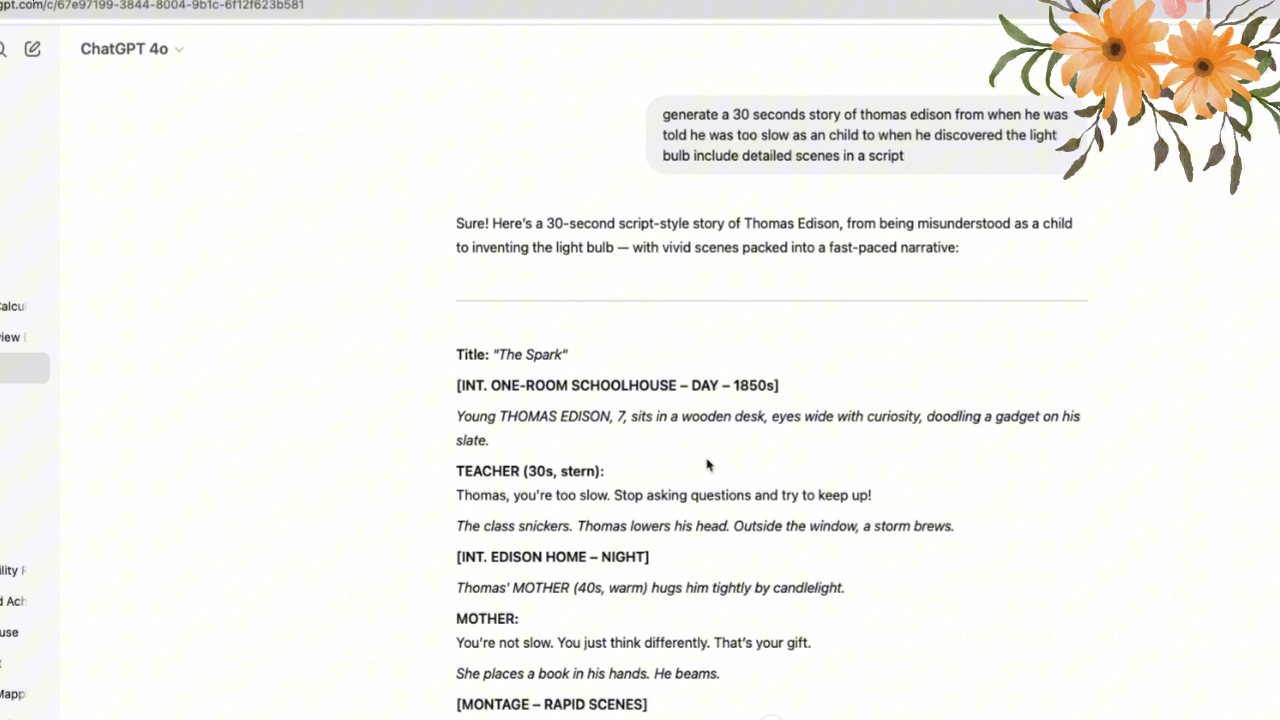 gpt.com/c/67e97199-3844-8004-9b1c-6f12f623b581
ChatGPT 4o
generate a 30 seconds story of thomas edison from when he was
told he was too slow as an child to when he discovered the light
bulb include detailed scenes in a script
Sure! Here's a 30-second script-style story of Thomas Edison, from being misunderstood as a child
to inventing the light bulb — with vivid scenes packed into a fast-paced narrative:
Title: "The Spark"
[INT. ONE-ROOM SCHOOLHOUSE – DAY – 1850s]
Young THOMAS EDISON, 7, sits in a wooden desk, eyes wide with curiosity, doodling a gadget on his
slate.
TEACHER (30s, stern):
Thomas, you're too slow. Stop asking questions and try to keep up!
The class snickers. Thomas lowers his head. Outside the window, a storm brews.
[INT. EDISON HOME – NIGHT]
Thomas' MOTHER (40s, warm) hugs him tightly by candlelight.
MOTHER:
You're not slow. You just think differently. That's your gift.
She places a book in his hands. He beams.
[MONTAGE – RAPID SCENES]